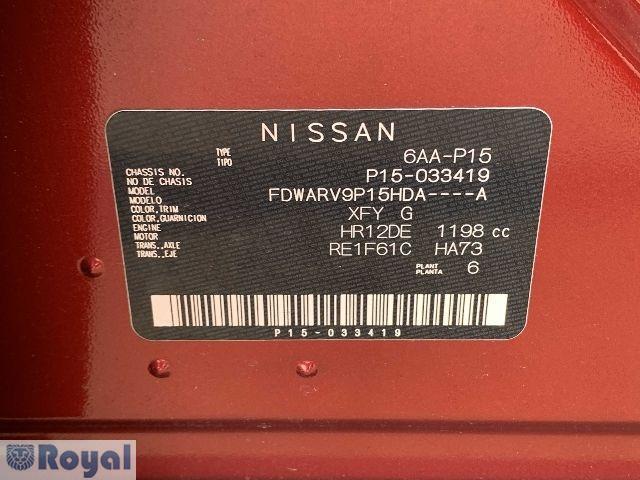 NISSAN
TYPE
TIPO 6AA-P15
CHASSIS NO. P15-033419
NO DE CHASIS
MODEL FDWARV9P15HDA----A
MODELO
COLOR,TRIM XFY G
COLOR,GUARNICION
ENGINE HR12DE 1198 cc
MOTOR
TRANS.,AXLE RE1F61C HA73
TRANS.,EJE
PLANT
PLANTA 6
P15-033419
Royal